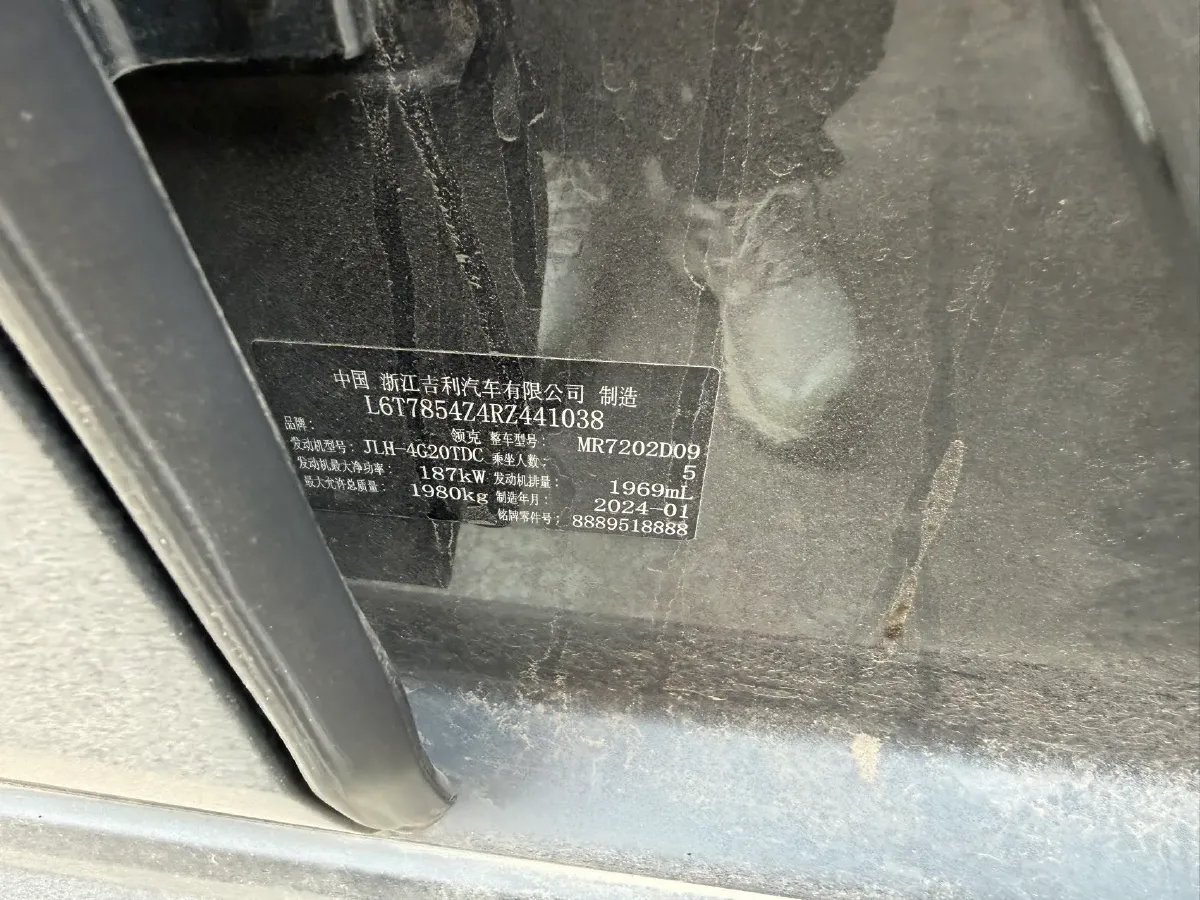 中国 浙江吉利汽车有限公司 制造
L6T7854Z4RZ441038
品牌: 领克 整车型号: MR7202D09
发动机型号: JLH-4G20TDC 乘坐人数: 5
发动机最大净功率: 187kW 发动机排量: 1969mL
最大允许总质量: 1980kg 制造年月: 2024-01
铭牌零件号: 8889518888